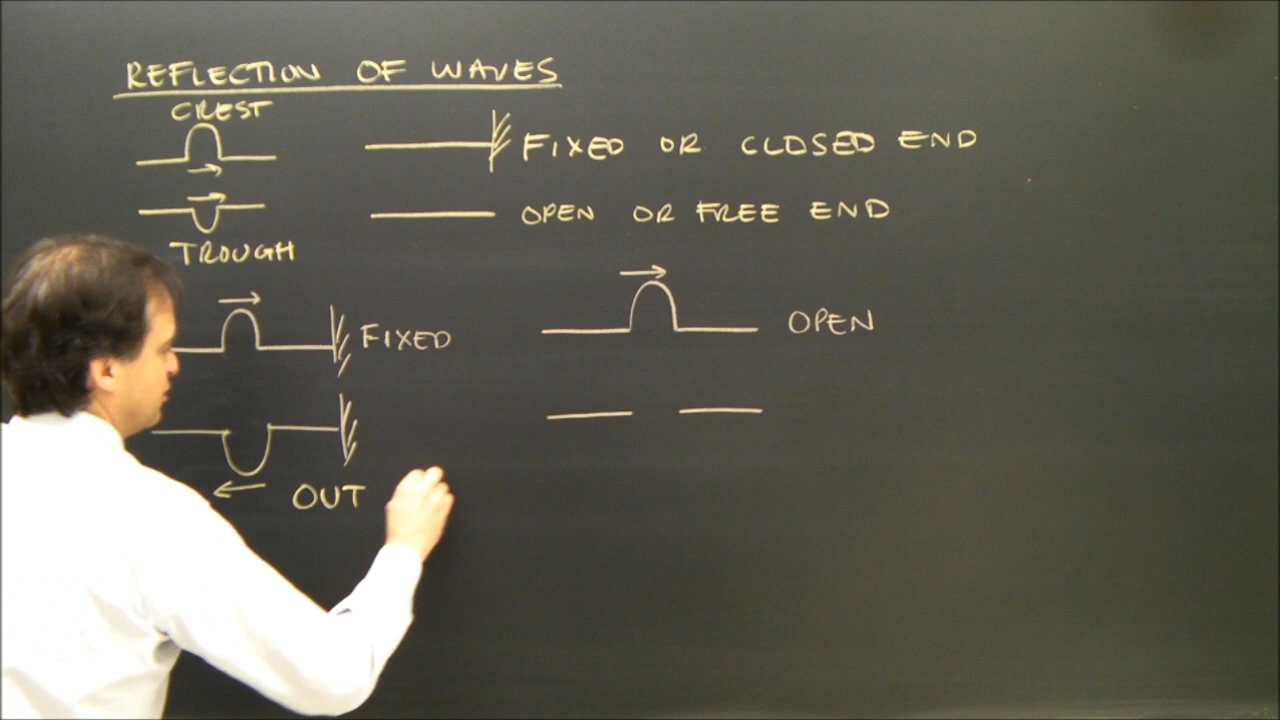 REFLECTION OF WAVES
CREST
FIXED OR CLOSED END
OPEN OR FREE END
TROUGH
FIXED
OPEN
OUT